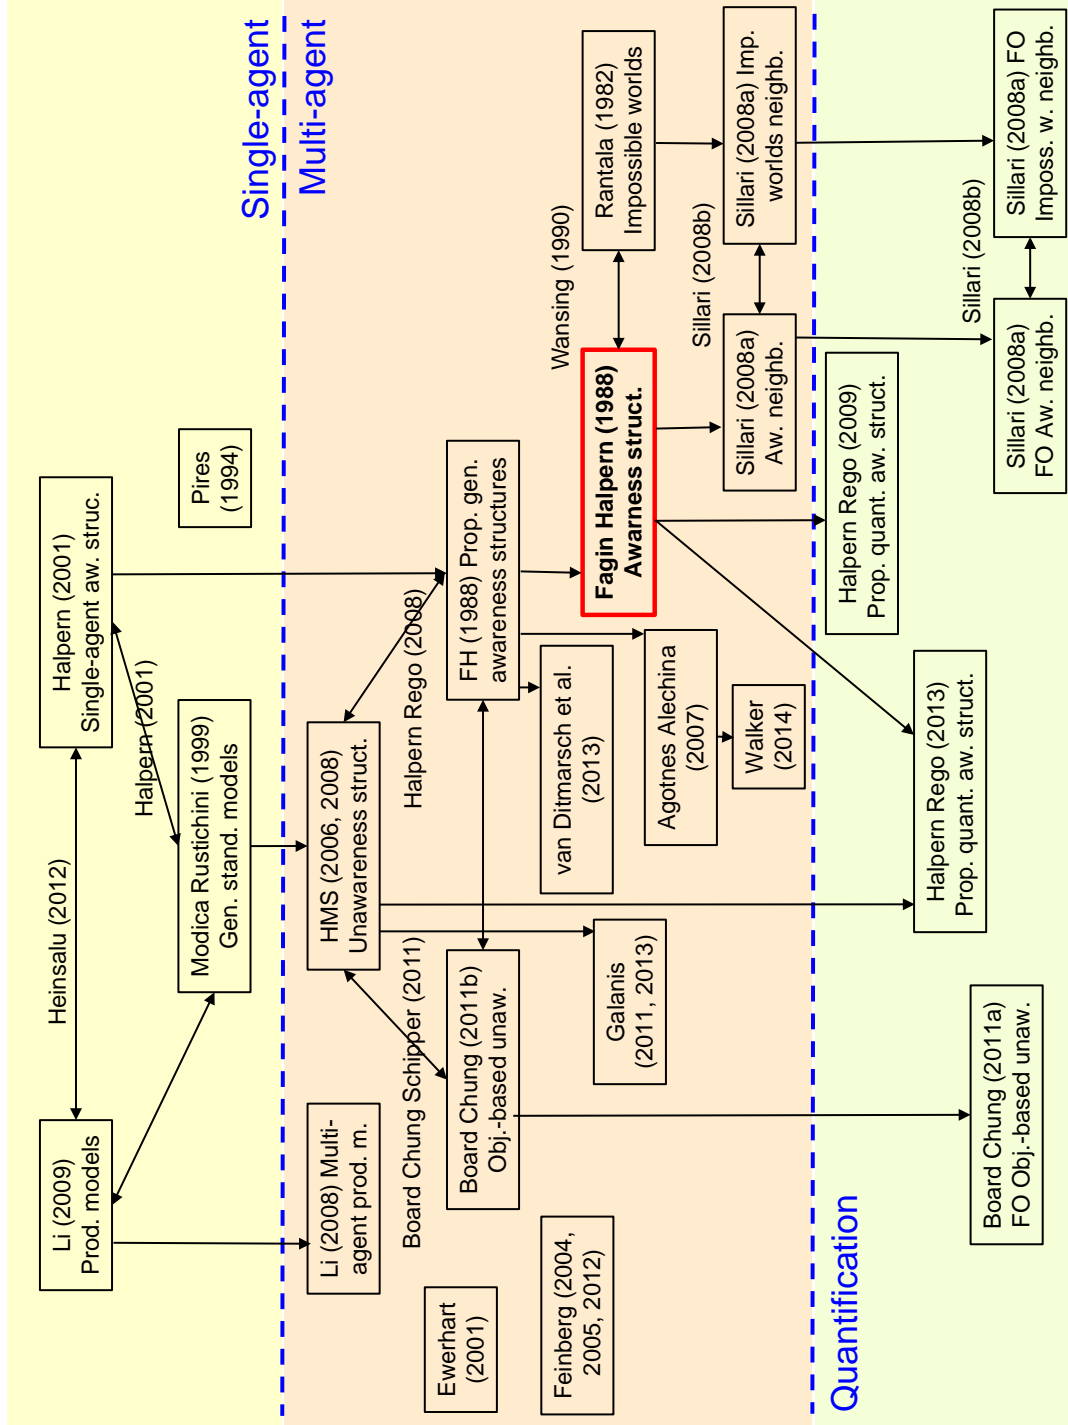 Single-agent
Li (2009)
Prod. models
Heinsalu (2012)
Halpern (2001)
Single-agent aw. struc.
Halpern (2001)
Modica Rustichini (1999)
Gen. stand. models
Pires
(1994)
Multi-agent
Li (2008) Multi-
agent prod. m.
HMS (2006, 2008)
Unawareness struct.
Board Chung Schipper (2011)
Halpern Rego (2008)
Ewerhart
(2001)
Board Chung (2011b)
Obj.-based unaw.
FH (1988) Prop. gen.
awareness structures
Feinberg (2004,
2005, 2012)
van Ditmarsch et al.
(2013)
Galanis
(2011, 2013)
Wansing (1990)
Fagin Halpern (1988)
Awarness struct.
Rantala (1982)
Impossible worlds
Agotnes Alechina
(2007)
Walker
(2014)
Sillari (2008b)
Sillari (2008a)
Aw. neighb.
Sillari (2008a) Imp.
worlds neighb.
Quantification
Halpern Rego (2009)
Prop. quant. aw. struct.
Halpern Rego (2013)
Prop. quant. aw. struct.
Board Chung (2011a)
FO Obj.-based unaw.
Sillari (2008b)
Sillari (2008a)
FO Aw. neighb.
Sillari (2008a) FO
Imposs. w. neighb.